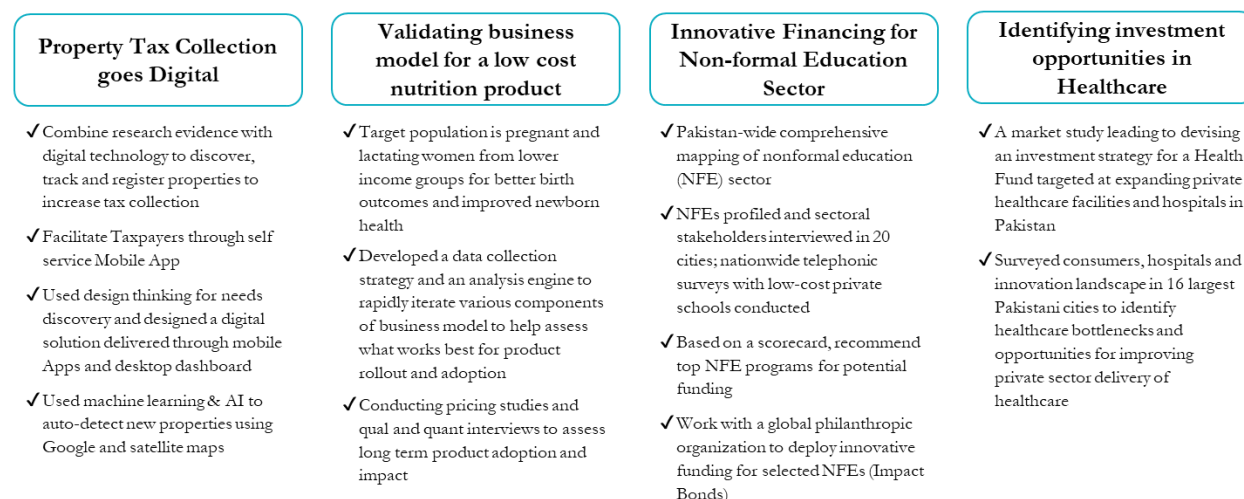 Property Tax Collection
goes Digital
✓ Combine research evidence with
digital technology to discover,
track and register properties to
increase tax collection
✓ Facilitate Taxpayers through self
service Mobile App
✓ Used design thinking for needs
discovery and designed a digital
solution delivered through mobile
Apps and desktop dashboard
✓ Used machine learning & AI to
auto-detect new properties using
Google and satellite maps
Validating business
model for a low cost
nutrition product
✓ Target population is pregnant and
lactating women from lower
income groups for better birth
outcomes and improved newborn
health
✓ Developed a data collection
strategy and an analysis engine to
rapidly iterate various components
of business model to help assess
what works best for product
rollout and adoption
✓ Conducting pricing studies and
qual and quant interviews to assess
long term product adoption and
impact
Innovative Financing for
Non-formal Education
Sector
✓ Pakistan-wide comprehensive
mapping of nonformal education
(NFE) sector
✓ NFEs profiled and sectoral
stakeholders interviewed in 20
cities; nationwide telephonic
surveys with low-cost private
schools conducted
✓ Based on a scorecard, recommend
top NFE programs for potential
funding
✓ Work with a global philanthropic
organization to deploy innovative
funding for selected NFEs (Impact
Bonds)
Identifying investment
opportunities in
Healthcare
✓ A market study leading to devising
an investment strategy for a Health
Fund targeted at expanding private
healthcare facilities and hospitals in
Pakistan
✓ Surveyed consumers, hospitals and
innovation landscape in 16 largest
Pakistani cities to identify
healthcare bottlenecks and
opportunities for improving
private sector delivery of
healthcare